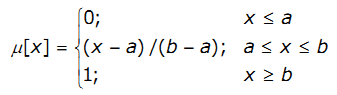 0; x ≤ a
μ[x] = { (x – a) /(b – a); a ≤ x ≤ b
1; x ≥ b